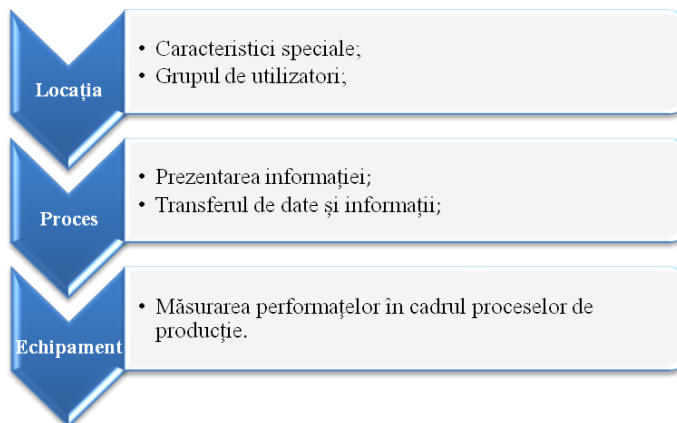 Locația
• Caracteristici speciale;
• Grupul de utilizatori;
Proces
• Prezentarea informației;
• Transferul de date și informații;
Echipament
• Măsurarea performațelor în cadrul proceselor de
producție.